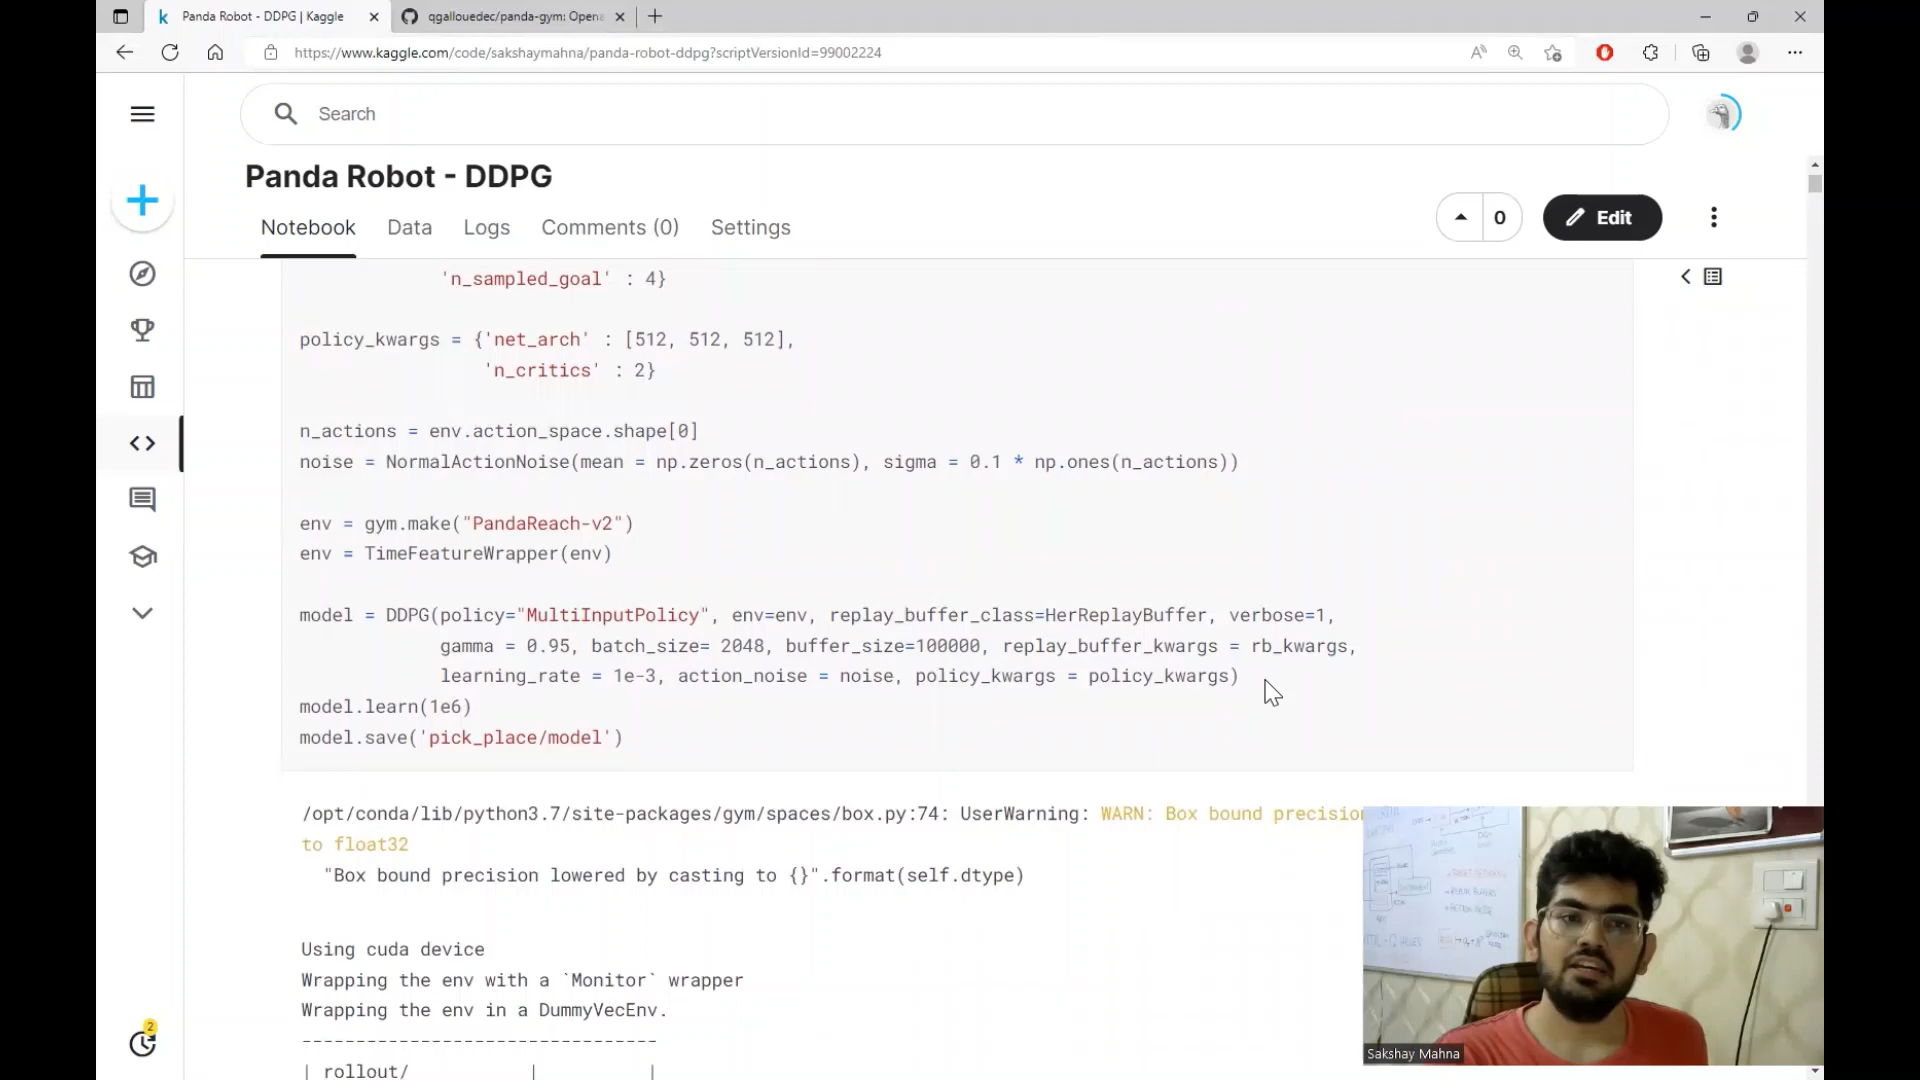 Panda Robot - DDPG | Kaggle
qgallouedec/panda-gym: Opena
https://www.kaggle.com/code/sakshaymahna/panda-robot-ddpg?scriptVersionId=99002224
Search
Panda Robot - DDPG
Notebook Data Logs Comments (0) Settings
0
Edit
'n_sampled_goal' : 4}
policy_kwargs = {'net_arch' : [512, 512, 512],
'n_critics' : 2}
n_actions = env.action_space.shape[0]
noise = NormalActionNoise(mean = np.zeros(n_actions), sigma = 0.1 * np.ones(n_actions))
env = gym.make("PandaReach-v2")
env = TimeFeatureWrapper(env)
model = DDPG(policy="MultiInputPolicy", env=env, replay_buffer_class=HerReplayBuffer, verbose=1,
gamma = 0.95, batch_size= 2048, buffer_size=100000, replay_buffer_kwargs = rb_kwargs,
learning_rate = 1e-3, action_noise = noise, policy_kwargs = policy_kwargs)
model.learn(1e6)
model.save('pick_place/model')
/opt/conda/lib/python3.7/site-packages/gym/spaces/box.py:74: UserWarning: WARN: Box bound precision
to float32
"Box bound precision lowered by casting to {}".format(self.dtype)
Using cuda device
Wrapping the env with a `Monitor` wrapper
Wrapping the env in a DummyVecEnv.
---------------------------------
| rollout/ | |
2
Sakshay Mahna